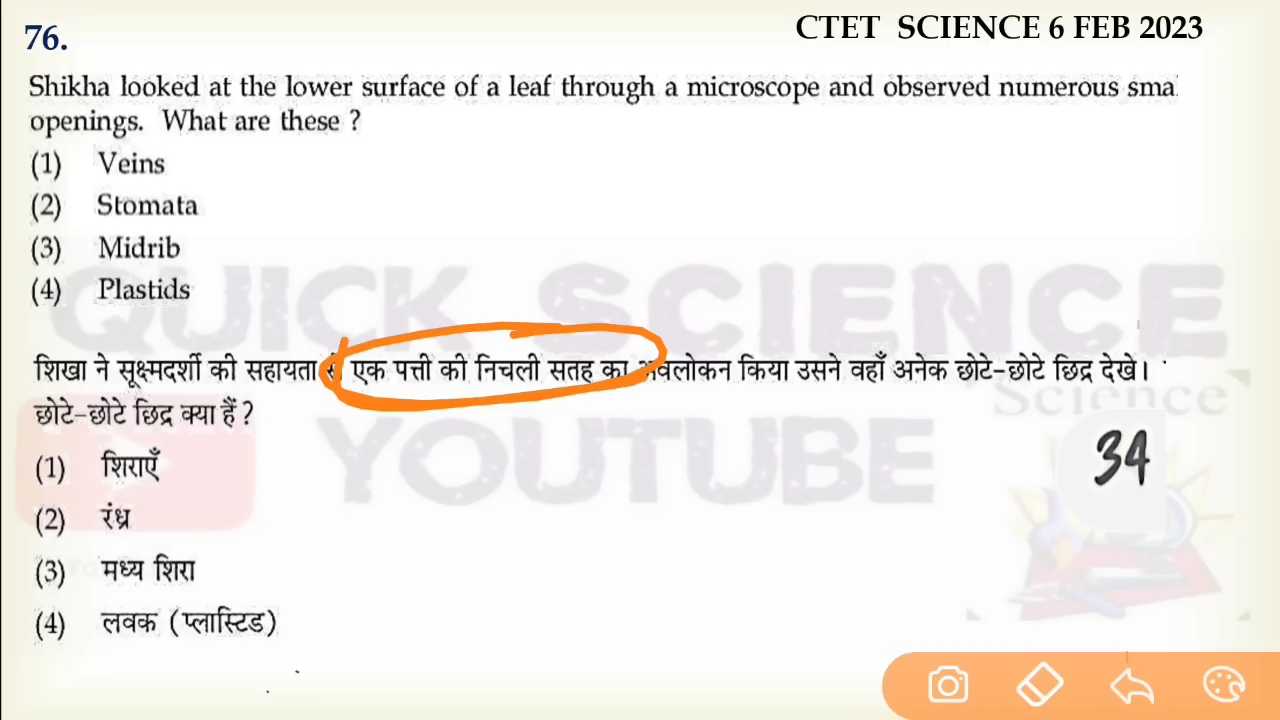 76.
CTET SCIENCE 6 FEB 2023
Shikha looked at the lower surface of a leaf through a microscope and observed numerous sma
openings. What are these ?
(1) Veins
(2) Stomata
(3) Midrib
(4) Plastids
QUICK SCIENCE
शिखा ने सूक्ष्मदर्शी की सहायता से एक पत्ती की निचली सतह का अवलोकन किया उसने वहाँ अनेक छोटे-छोटे छिद्र देखे।
Science
छोटे-छोटे छिद्र क्या हैं ?
YOUTUBE
34
(1) शिराएँ
(2) रंध्र
(3) मध्य शिरा
(4) लवक (प्लास्टिड)